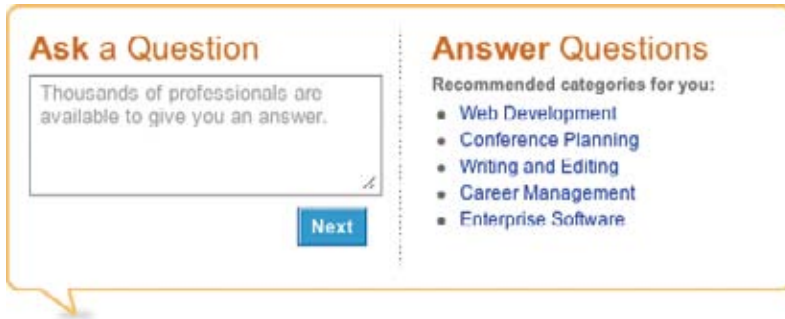 Ask a Question
Thousands of professionals are
available to give you an answer.
Next
Answer Questions
Recommended categories for you:
Web Development
Conference Planning
Writing and Editing
Career Management
Enterprise Software